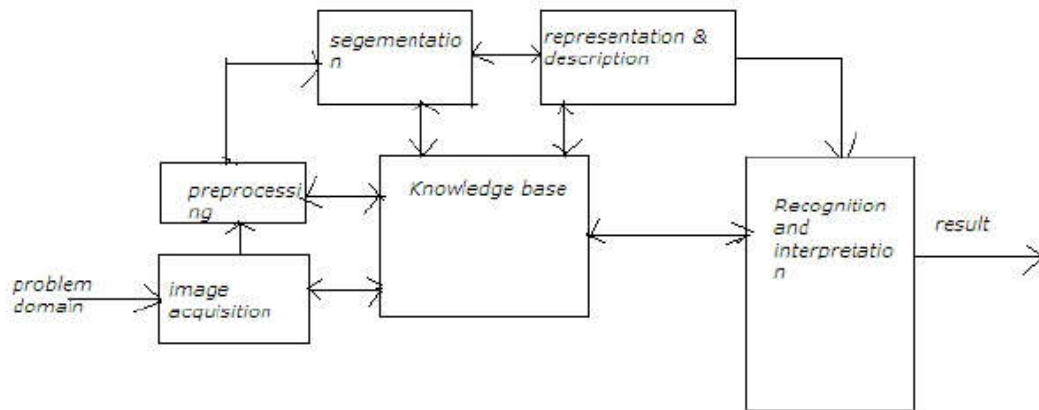 segementatio
n
representation &
description
preprocessi
ng
Knowledge base
Recognition
and
interpretatio
n
result
problem
domain
image
acquisition